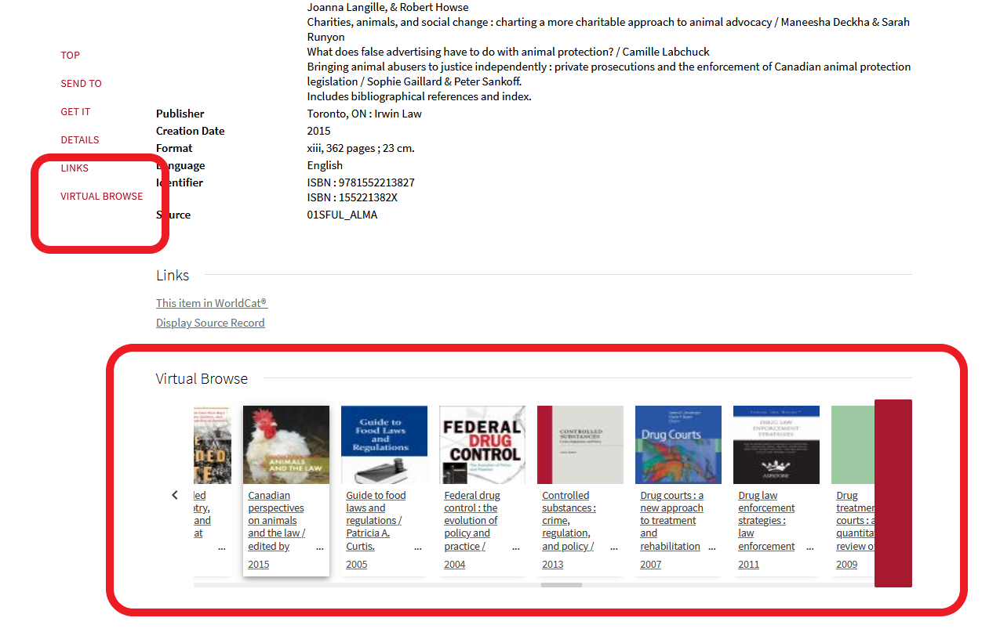 Joanna Langille, & Robert Howse
Charities, animals, and social change : charting a more charitable approach to animal advocacy / Maneesha Deckha & Sarah
Runyon
What does false advertising have to do with animal protection? / Camille Labchuck
Bringing animal abusers to justice independently : private prosecutions and the enforcement of Canadian animal protection
legislation / Sophie Gaillard & Peter Sankoff.
Includes bibliographical references and index.
TOP
SEND TO
GET IT
DETAILS
LINKS
VIRTUAL BROWSE
Publisher Toronto, ON : Irwin Law
Creation Date 2015
Format xiii, 362 pages ; 23 cm.
Language English
Identifier ISBN : 9781552213827
ISBN : 155221382X
Source 01SFUL_ALMA
Links
This item in WorldCat®
Display Source Record
Virtual Browse
ANIMALS
AND THE LAW
Guide to
Food Laws
and
Regulations
FEDERAL
DRUG
CONTROL
CONTROLLED
SUBSTANCES
Drug Courts
DRUG LAW
ENFORCEMENT
STRATEGIES
ASPATORE
led
try,
and
at
...
Canadian
perspectives
on animals
and the law /
edited by
...
2015
Guide to food
laws and
regulations /
Patricia A.
Curtis.
...
2005
Federal drug
control : the
evolution of
policy and
practice /
...
2004
Controlled
substances :
crime,
regulation,
and policy /
...
2013
Drug courts : a
new approach
to treatment
and
rehabilitation
...
2007
Drug law
enforcement
strategies :
law
enforcement
...
2011
Drug
treatmen
courts : a
quantita
review o
2009